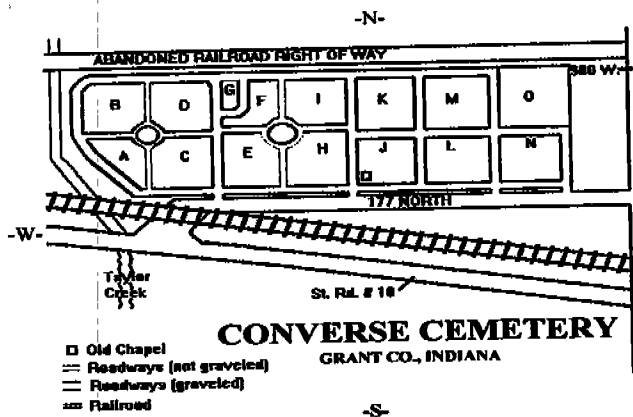 -N-
ABANDONED RAILROAD RIGHT OF WAY
380 W.
B D G F I K M O
A C E H J L N
177 NORTH
-W-
Taylor
Creek
St. Rd. # 18
CONVERSE CEMETERY
GRANT CO., INDIANA
Old Chapel
Roadways (not graveled)
Roadways (graveled)
Railroad
-S-